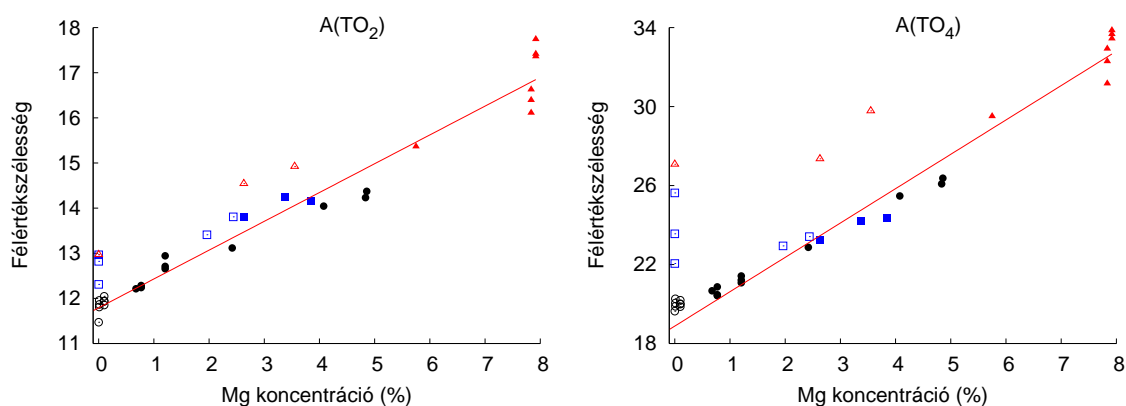 A(TO2)
18
17
16
15
14
13
12
11
Félértékszélesség
0 1 2 3 4 5 6 7 8
Mg koncentráció (%)
A(TO4)
34
30
26
22
18
Félértékszélesség
0 1 2 3 4 5 6 7 8
Mg koncentráció (%)